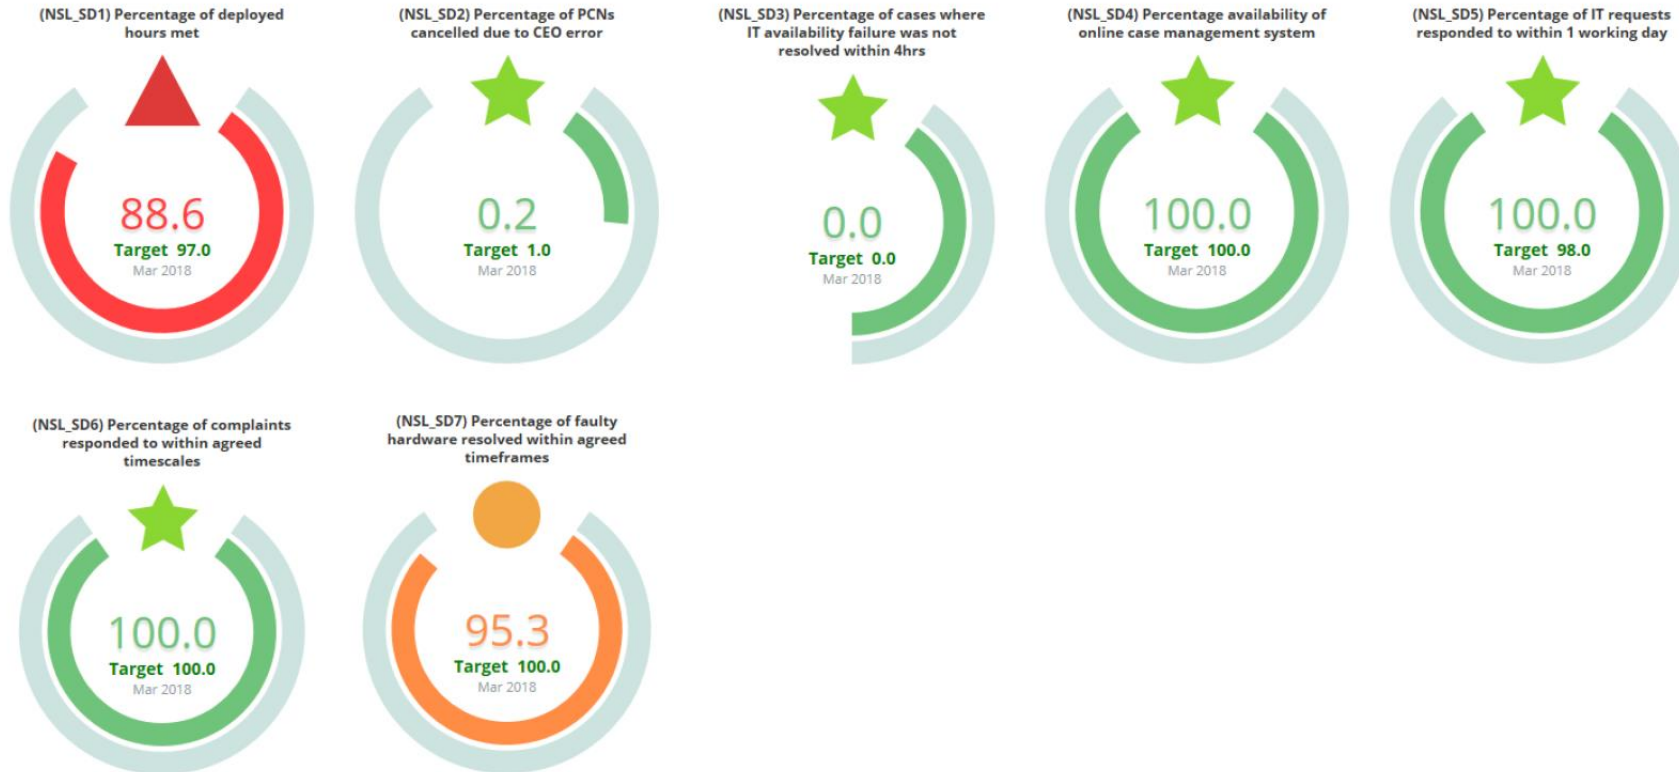 (NSL_SD1) Percentage of deployed
hours met
88.6
Target 97.0
Mar 2018
(NSL_SD2) Percentage of PCNs
cancelled due to CEO error
0.2
Target 1.0
Mar 2018
(NSL_SD3) Percentage of cases where
IT availability failure was not
resolved within 4hrs
0.0
Target 0.0
Mar 2018
(NSL_SD4) Percentage availability of
online case management system
100.0
Target 100.0
Mar 2018
(NSL_SD5) Percentage of IT requests
responded to within 1 working day
100.0
Target 98.0
Mar 2018
(NSL_SD6) Percentage of complaints
responded to within agreed
timescales
100.0
Target 100.0
Mar 2018
(NSL_SD7) Percentage of faulty
hardware resolved within agreed
timeframes
95.3
Target 100.0
Mar 2018